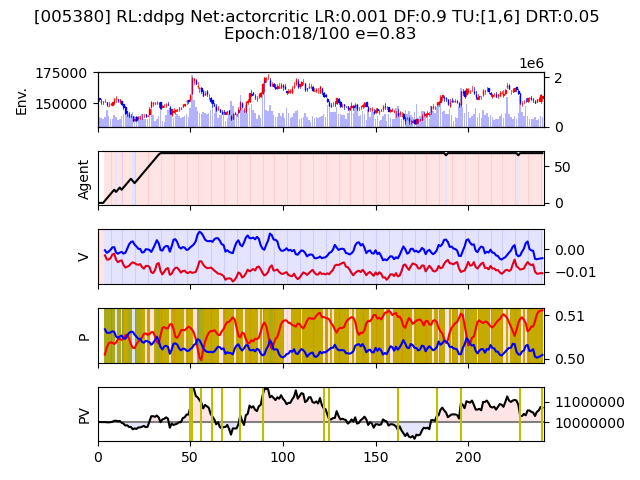 [005380] RL:ddpg Net:actorcritic LR:0.001 DF:0.9 TU:[1,6] DRT:0.05
Epoch:018/100 e=0.83
1e6
175000
150000
Env.
2
0
Agent
50
0
V
0.00
−0.01
P
0.51
0.50
PV
11000000
10000000
0 50 100 150 200